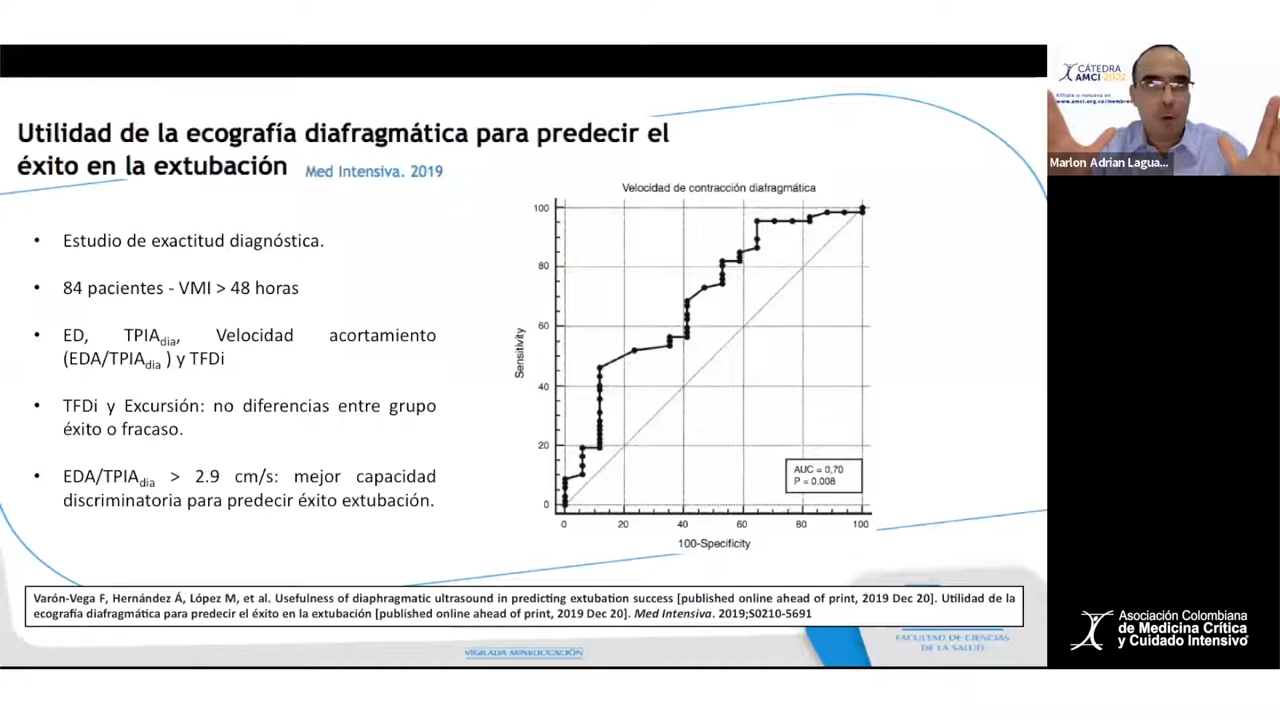 Utilidad de la ecografía diafragmática para predecir el
éxito en la extubación Med Intensiva. 2019
• Estudio de exactitud diagnóstica.
• 84 pacientes - VMI > 48 horas
• ED, TPIAdia, Velocidad acortamiento
(EDA/TPIAdia ) y TFDi
• TFDi y Excursión: no diferencias entre grupo
éxito o fracaso.
• EDA/TPIAdia > 2.9 cm/s: mejor capacidad
discriminatoria para predecir éxito extubación.
Velocidad de contracción diafragmática
100
80
60
40
20
0
Sensitivity
0 20 40 60 80 100
100-Specificity
AUC = 0,70
P = 0,008
Varón-Vega F, Hernández Á, López M, et al. Usefulness of diaphragmatic ultrasound in predicting extubation success [published online ahead of print, 2019 Dec 20]. Utilidad de la
ecografía diafragmática para predecir el éxito en la extubación [published online ahead of print, 2019 Dec 20]. Med Intensiva. 2019;S0210-5691
VIGILADA MINEDUCACIÓN
FACULTAD DE CIENCIAS
DE LA SALUD
CÁTEDRA
AMCI 2022
Afíliate o renueva en
www.amci.org.co/membre
Marlon Adrian Lagua...
Asociación Colombiana
de Medicina Crítica
y Cuidado Intensivo